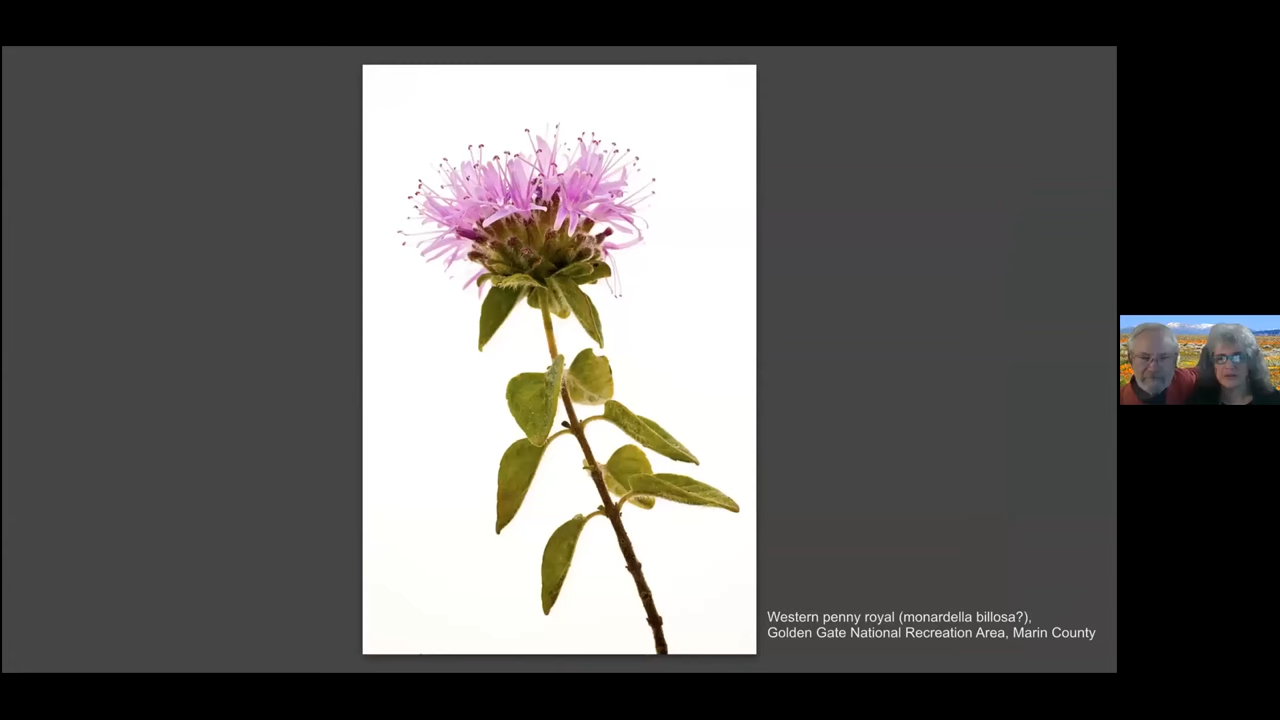 Western penny royal (monardella billosa?),
Golden Gate National Recreation Area, Marin County